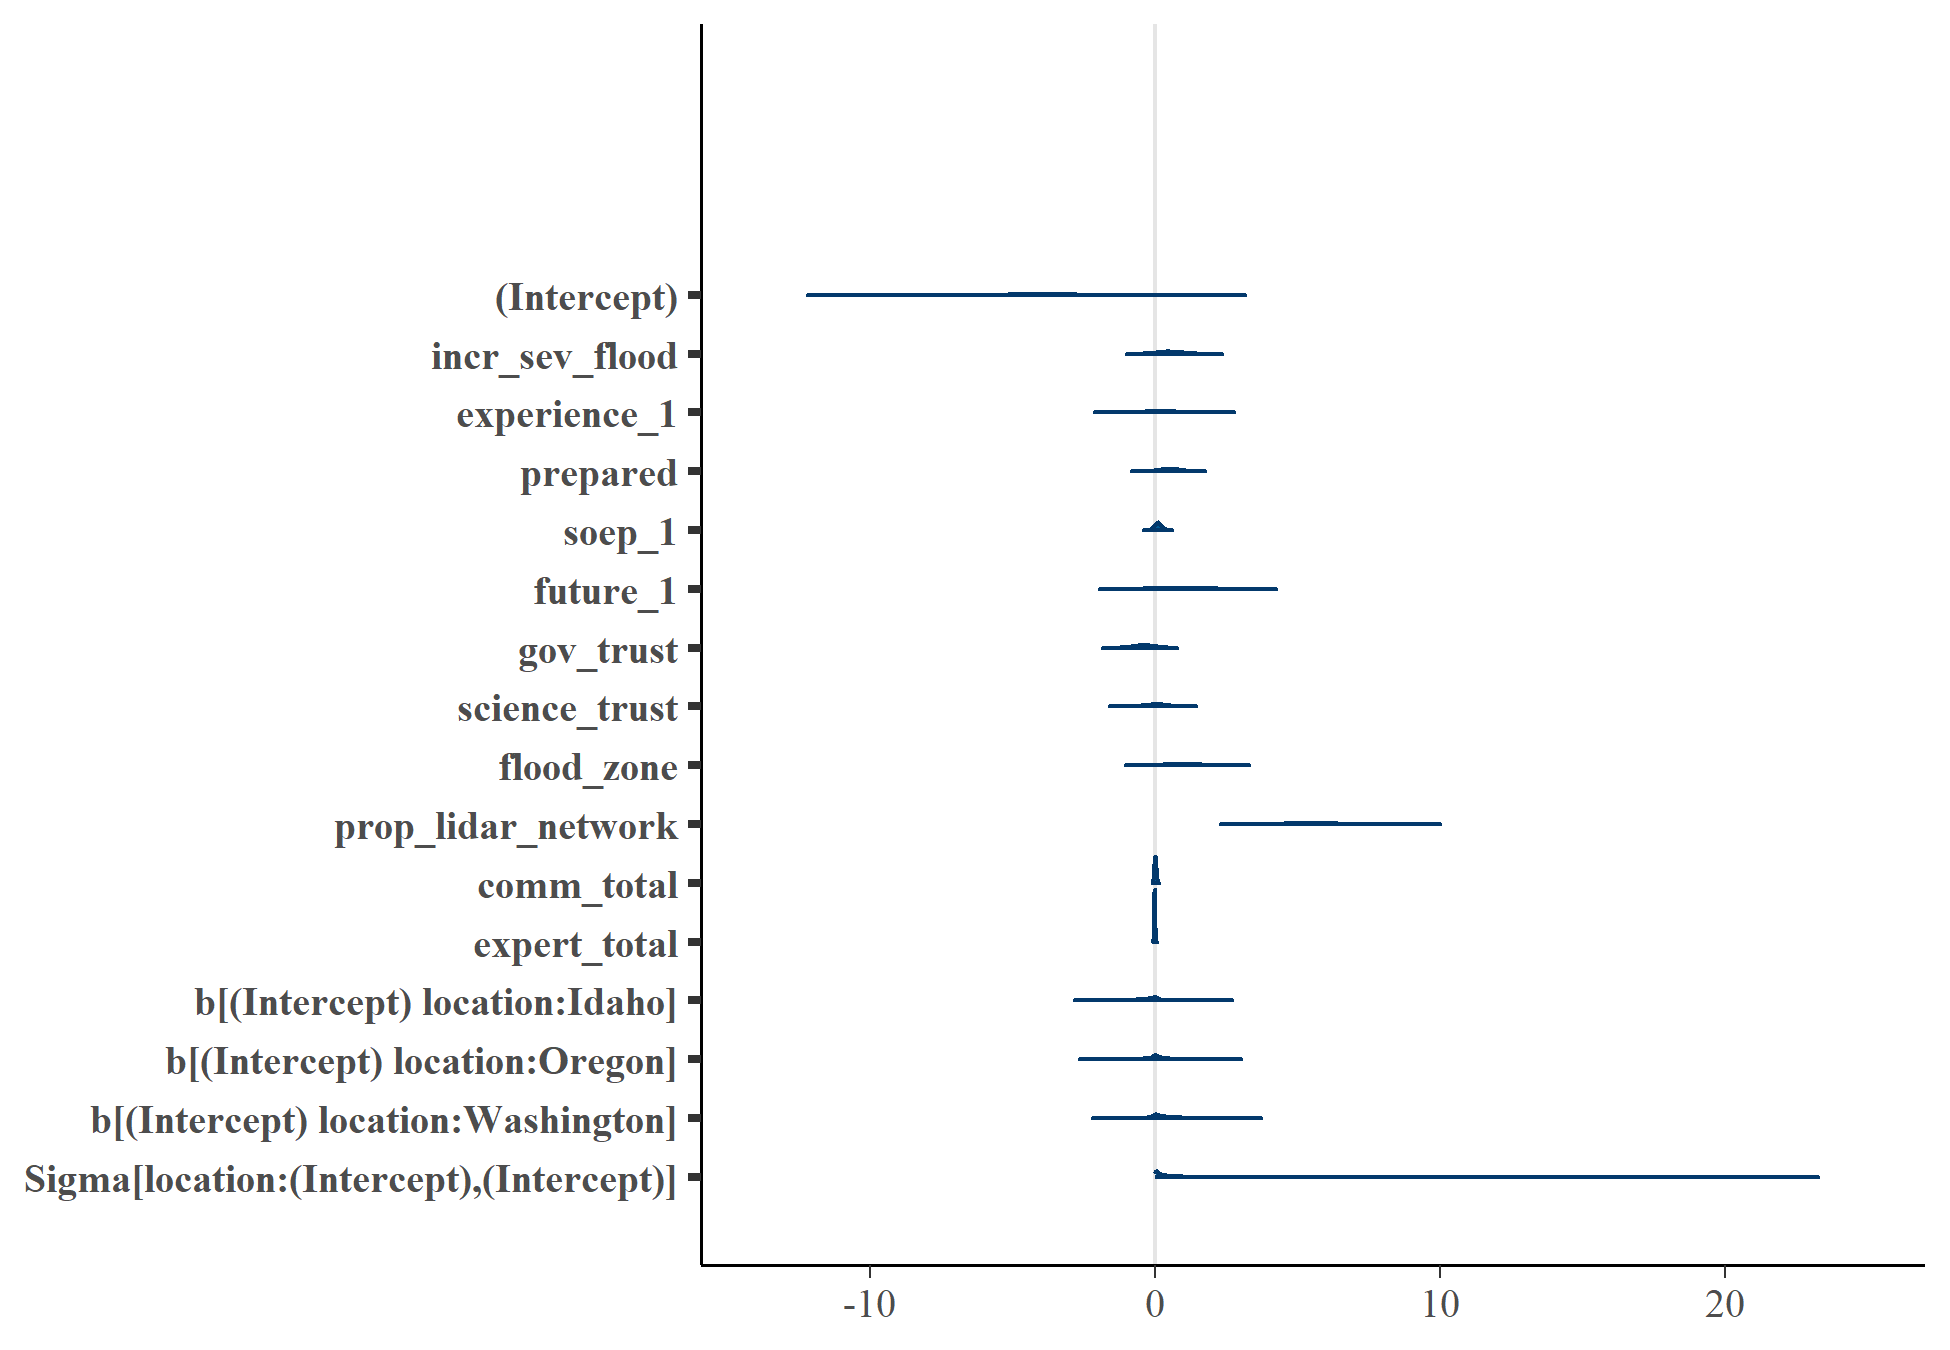 (Intercept)
incr_sev_flood
experience_1
prepared
soep_1
future_1
gov_trust
science_trust
flood_zone
prop_lidar_network
comm_total
expert_total
b[(Intercept) location:Idaho]
b[(Intercept) location:Oregon]
b[(Intercept) location:Washington]
Sigma[location:(Intercept),(Intercept)]
-10 0 10 20